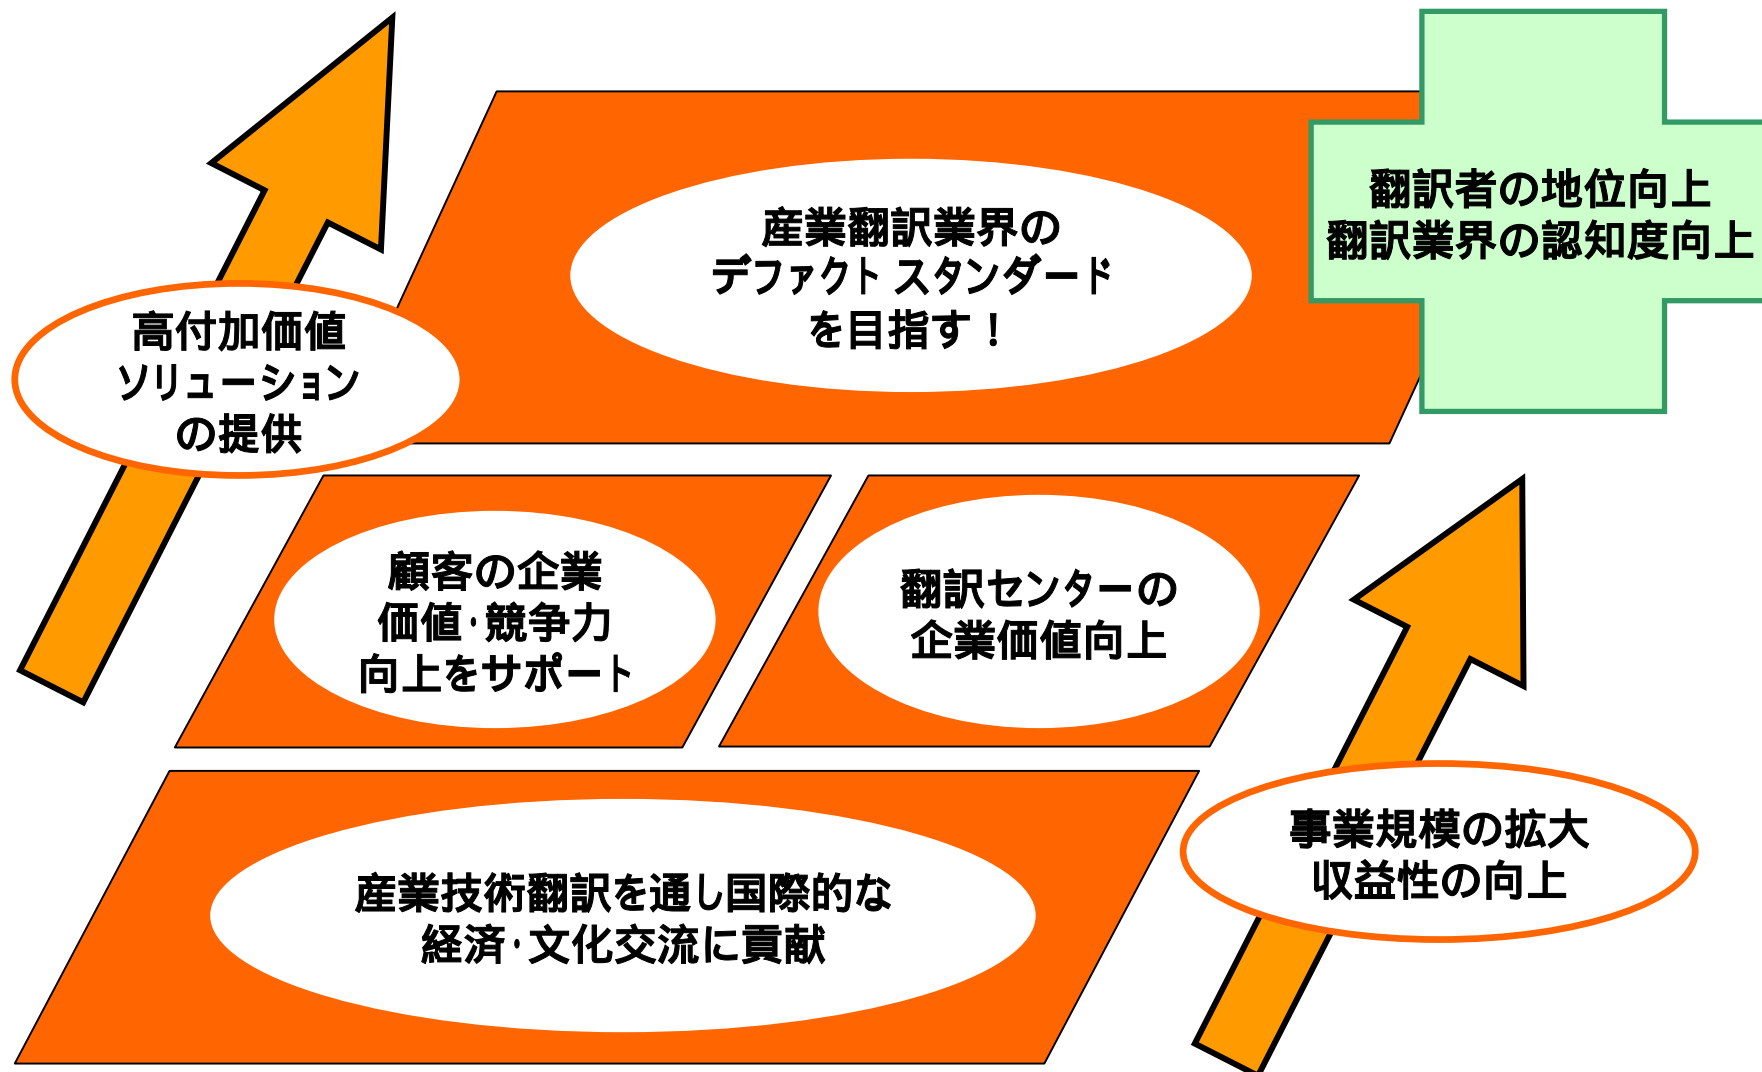 産業翻訳業界の
デファクト スタンダード
を目指す！
翻訳者の地位向上
翻訳業界の認知度向上
高付加価値
ソリューション
の提供
顧客の企業
価値・競争力
向上をサポート
翻訳センターの
企業価値向上
事業規模の拡大
収益性の向上
産業技術翻訳を通し国際的な
経済・文化交流に貢献